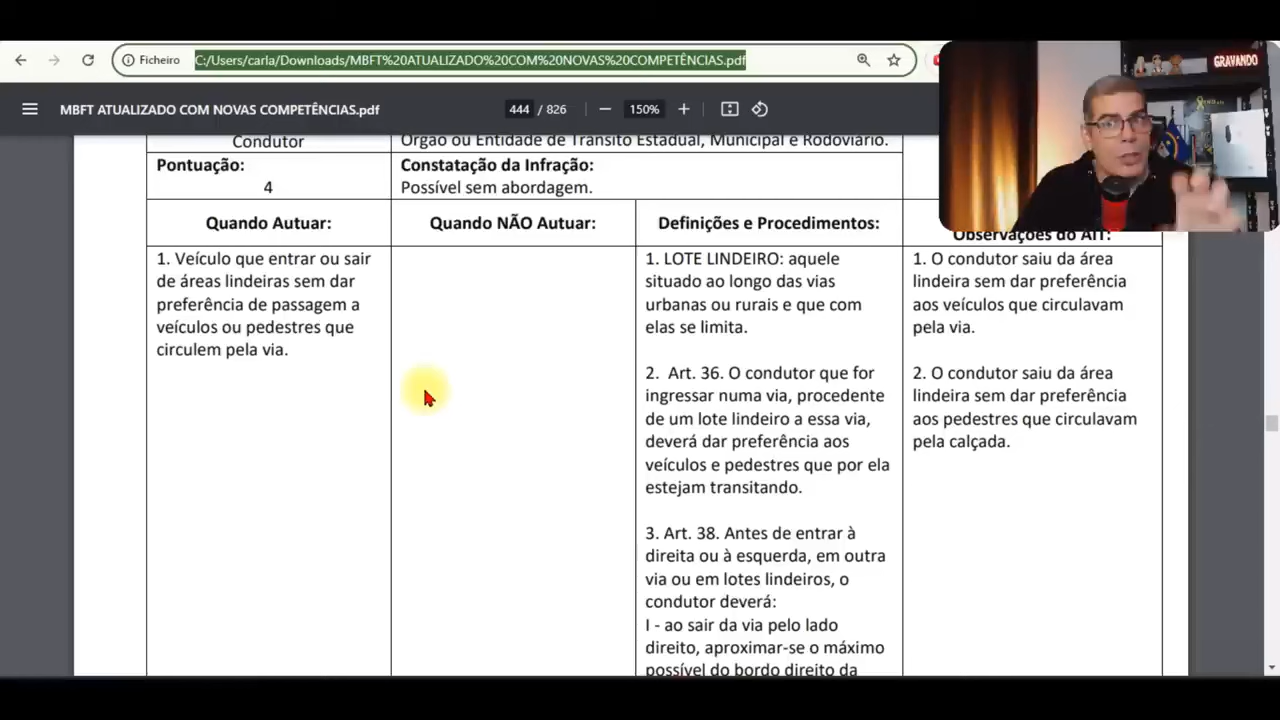 Ficheiro
C:/Users/carla/Downloads/MBFT%20ATUALIZADO%20COM%20NOVAS%20COMPETÊNCIAS.pdf
GRAVANDO
MBFT ATUALIZADO COM NOVAS COMPETÊNCIAS.pdf
444 / 826
150%
Condutor
Órgão ou Entidade de Trânsito Estadual, Municipal e Rodoviário.
Pontuação:
4
Constatação da Infração:
Possível sem abordagem.
Quando Autuar:
Quando NÃO Autuar:
Definições e Procedimentos:
Observações do AIT:
1. Veículo que entrar ou sair
de áreas lindeiras sem dar
preferência de passagem a
veículos ou pedestres que
circulem pela via.
1. LOTE LINDEIRO: aquele
situado ao longo das vias
urbanas ou rurais e que com
elas se limita.
2. Art. 36. O condutor que for
ingressar numa via, procedente
de um lote lindeiro a essa via,
deverá dar preferência aos
veículos e pedestres que por ela
estejam transitando.
3. Art. 38. Antes de entrar à
direita ou à esquerda, em outra
via ou em lotes lindeiros, o
condutor deverá:
I - ao sair da via pelo lado
direito, aproximar-se o máximo
possível do bordo direito da
1. O condutor saiu da área
lindeira sem dar preferência
aos veículos que circulavam
pela via.
2. O condutor saiu da área
lindeira sem dar preferência
aos pedestres que circulavam
pela calçada.